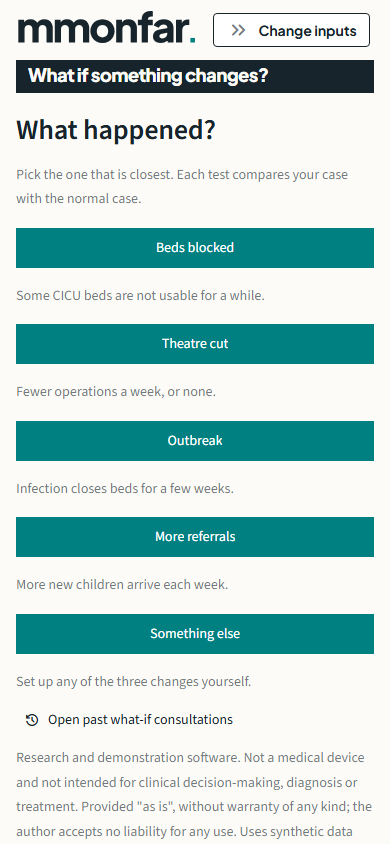 mmonfar.
Change inputs
What if something changes?
What happened?
Pick the one that is closest. Each test compares your case
with the normal case.
Beds blocked
Some CICU beds are not usable for a while.
Theatre cut
Fewer operations a week, or none.
Outbreak
Infection closes beds for a few weeks.
More referrals
More new children arrive each week.
Something else
Set up any of the three changes yourself.
Open past what-if consultations
Research and demonstration software. Not a medical device
and not intended for clinical decision-making, diagnosis or
treatment. Provided "as is", without warranty of any kind; the
author accepts no liability for any use. Uses synthetic data